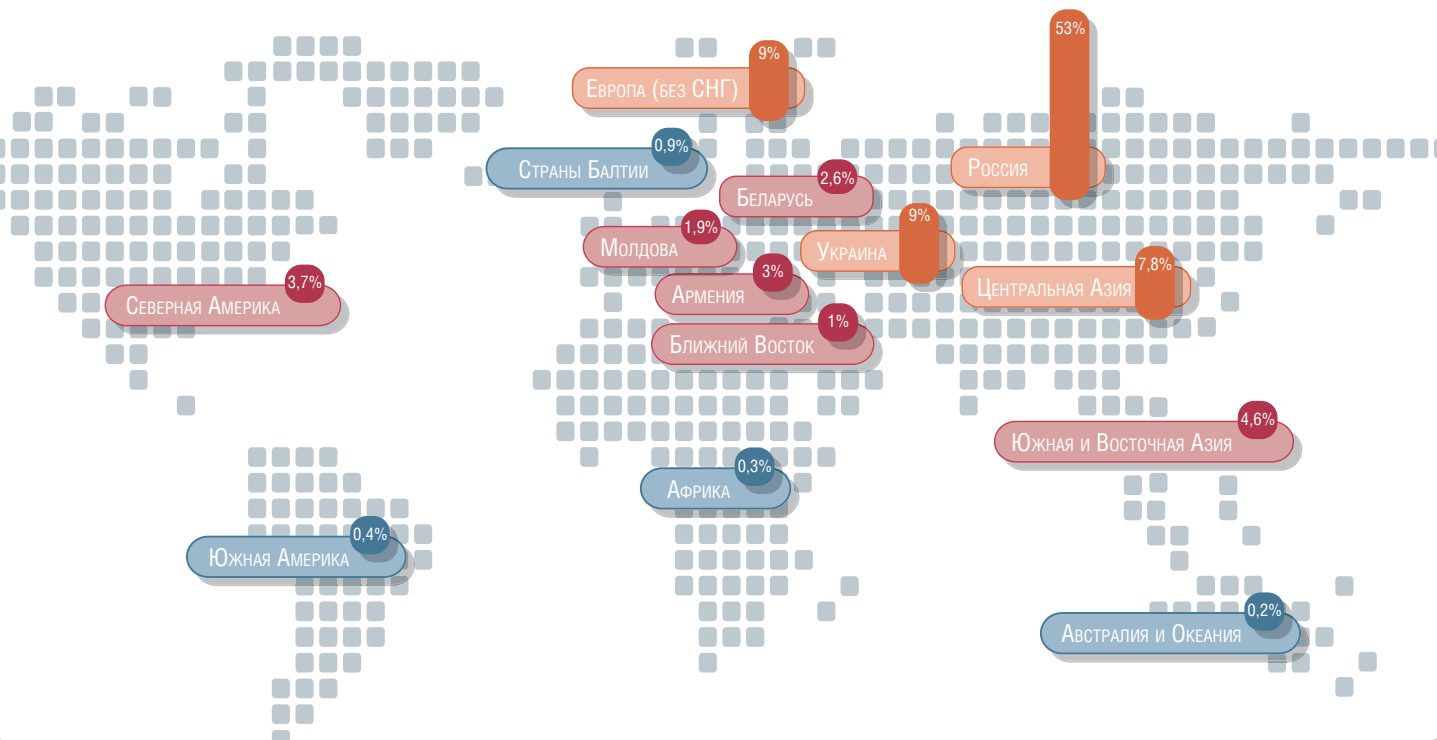 53%
9%
Европа (без СНГ)
0,9%
Страны Балтии
Россия
2,6%
Беларусь
1,9%
Молдова
9%
Украина
3%
Армения
7,8%
Центральная Азия
3,7%
Северная Америка
1%
Ближний Восток
4,6%
Южная и Восточная Азия
0,3%
Африка
0,4%
Южная Америка
0,2%
Австралия и Океания